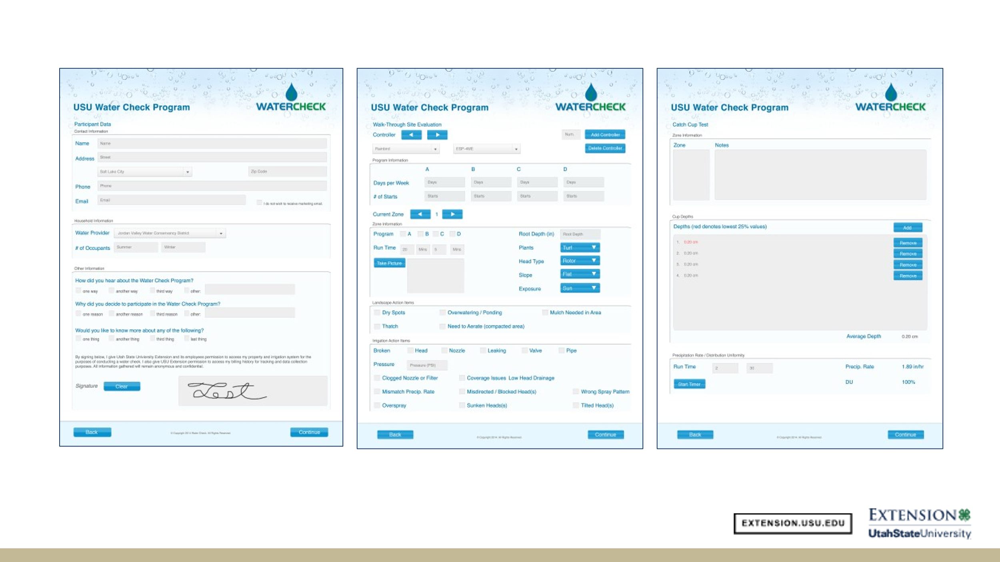 USU Water Check Program
WATERCHECK
Participant Data
Contact Information
Name Name
Address Street
Salt Lake City Zip Code
Phone Phone
Email Email I do not wish to receive marketing email.
Household Information
Water Provider Jordan Valley Water Conservancy District
# of Occupants Summer Winter
Other Information
How did you hear about the Water Check Program?
one way another way third way other:
Why did you decide to participate in the Water Check Program?
one reason another reason third reason other:
Would you like to know more about any of the following?
one thing another thing third thing last thing
By signing below, I give Utah State University Extension and its employees permission to access my property and irrigation system for the
purposes of conducting a water check. I also give USU Extension permission to access my billing history for tracking and data collection
purposes. All information gathered will remain anonymous and confidential.
Signature Clear Test
Back © Copyright 2014 Water Check. All Rights Reserved. Continue
USU Water Check Program
WATERCHECK
Walk-Through Site Evaluation
Controller Num. Add Controller
Rainbird ESP-4ME Delete Controller
Program Information
A B C D
Days per Week Days Days Days Days
# of Starts Starts Starts Starts Starts
Current Zone 1
Zone Information
Program A B C D Root Depth (in) Root Depth
Run Time 20 Mins 5 Mins Plants Turf
Take Picture Head Type Rotor
Slope Flat
Exposure Sun
Landscape Action Items
Dry Spots Overwatering / Ponding Mulch Needed in Area
Thatch Need to Aerate (compacted area)
Irrigation Action Items
Broken Head Nozzle Leaking Valve Pipe
Pressure Pressure (PSI)
Clogged Nozzle or Filter Coverage Issues Low Head Drainage
Mismatch Precip. Rate Misdirected / Blocked Head(s) Wrong Spray Pattern
Overspray Sunken Heads(s) Tilted Head(s)
Back © Copyright 2014. All Rights Reserved. Continue
USU Water Check Program
WATERCHECK
Catch Cup Test
Zone Information
Zone Notes
Cup Depths
Depths (red denotes lowest 25% values) Add
1. 0.20 cm Remove
2. 0.20 cm Remove
3. 0.20 cm Remove
4. 0.20 cm Remove
Average Depth 0.20 cm
Precipitation Rate / Distribution Uniformity
Run Time 2 30 Precip. Rate 1.89 in/hr
Start Timer DU 100%
Back © Copyright 2014. All Rights Reserved. Continue
EXTENSION.USU.EDU
EXTENSION
UtahStateUniversity